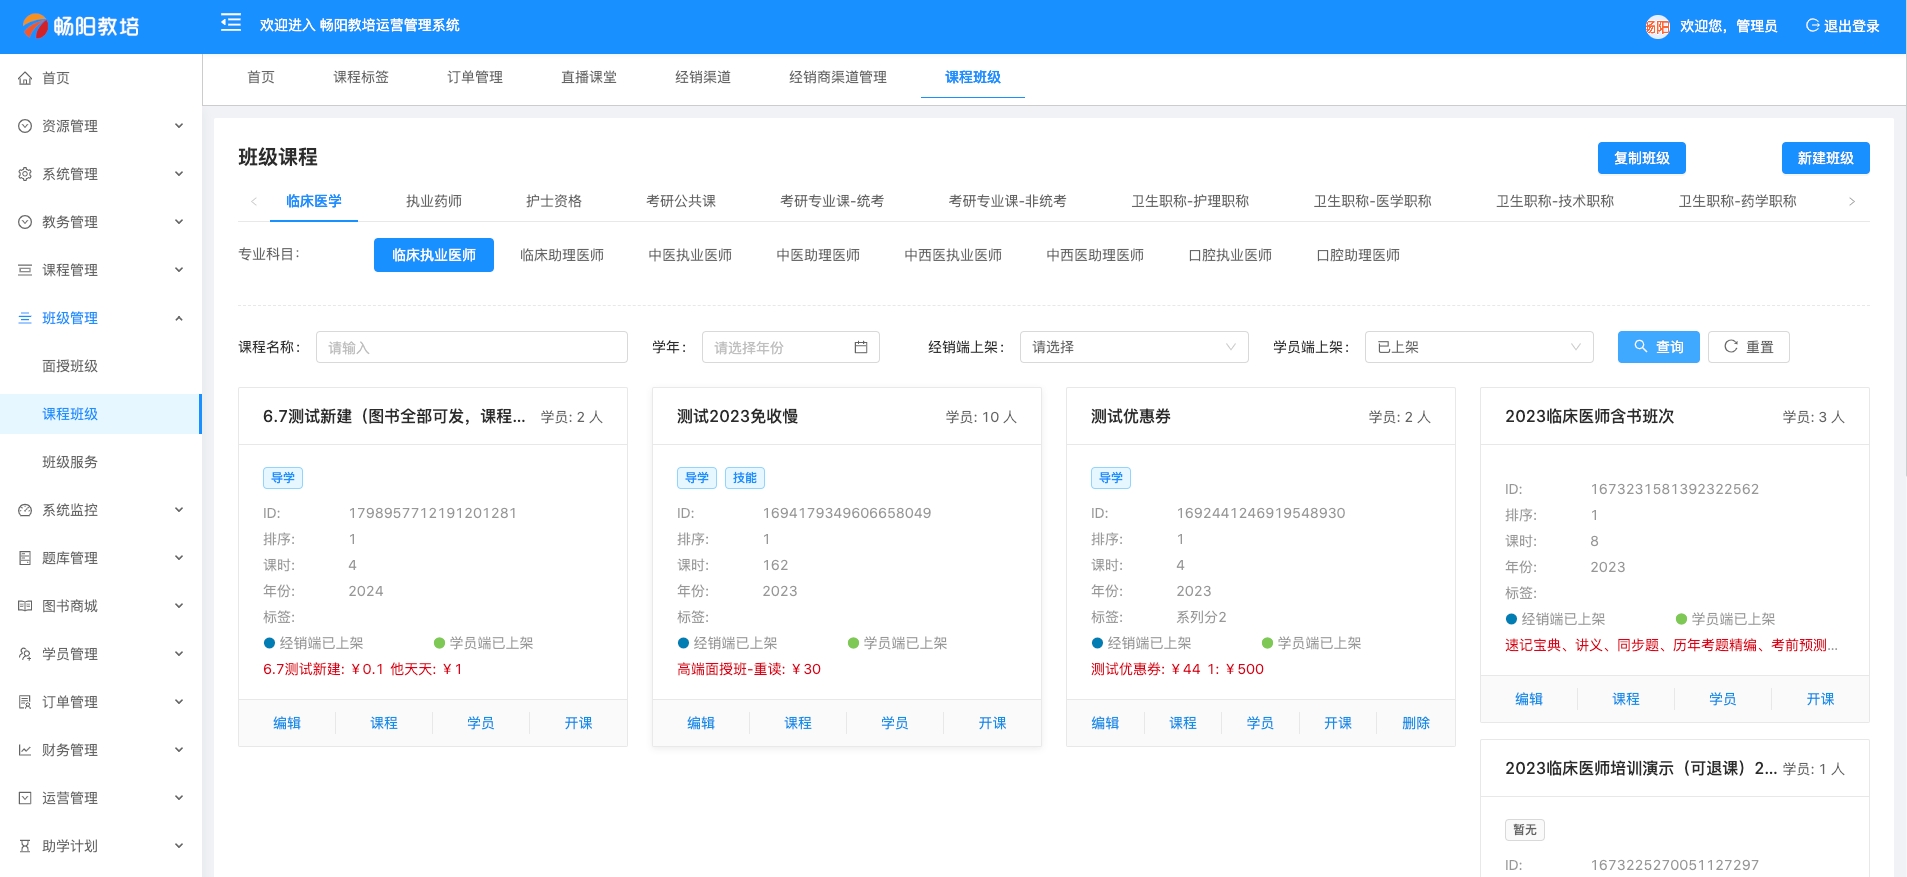 畅阳教培
欢迎进入 畅阳教培运营管理系统
畅阳 欢迎您，管理员 退出登录
首页
资源管理
系统管理
教务管理
课程管理
班级管理
面授班级
课程班级
班级服务
系统监控
题库管理
图书商城
学员管理
订单管理
财务管理
运营管理
助学计划
首页 课程标签 订单管理 直播课堂 经销渠道 经销商渠道管理 课程班级
班级课程
复制班级 新建班级
临床医学 执业药师 护士资格 考研公共课 考研专业课-统考 考研专业课-非统考 卫生职称-护理职称 卫生职称-医学职称 卫生职称-技术职称 卫生职称-药学职称
专业科目： 临床执业医师 临床助理医师 中医执业医师 中医助理医师 中西医执业医师 中西医助理医师 口腔执业医师 口腔助理医师
课程名称： 请输入 学年： 请选择年份 经销端上架： 请选择 学员端上架： 已上架 查询 重置
6.7测试新建（图书全部可发，课程... 学员: 2 人
导学
ID: 1798957712191201281
排序: 1
课时: 4
年份: 2024
标签:
经销端已上架 学员端已上架
6.7测试新建: ￥0.1 他天天: ￥1
编辑 课程 学员 开课
测试2023免收慢 学员: 10 人
导学 技能
ID: 1694179349606658049
排序: 1
课时: 162
年份: 2023
标签:
经销端已上架 学员端已上架
高端面授班-重读: ￥30
编辑 课程 学员 开课
测试优惠券 学员: 2 人
导学
ID: 1692441246919548930
排序: 1
课时: 4
年份: 2023
标签: 系列分2
经销端已上架 学员端已上架
测试优惠券: ￥44 1: ￥500
编辑 课程 学员 开课 删除
2023临床医师含书班次 学员: 3 人
ID: 1673231581392322562
排序: 1
课时: 8
年份: 2023
标签:
经销端已上架 学员端已上架
速记宝典、讲义、同步题、历年考题精编、考前预测...
编辑 课程 学员 开课
2023临床医师培训演示（可退课）2... 学员: 1 人
暂无
ID: 1673225270051127297